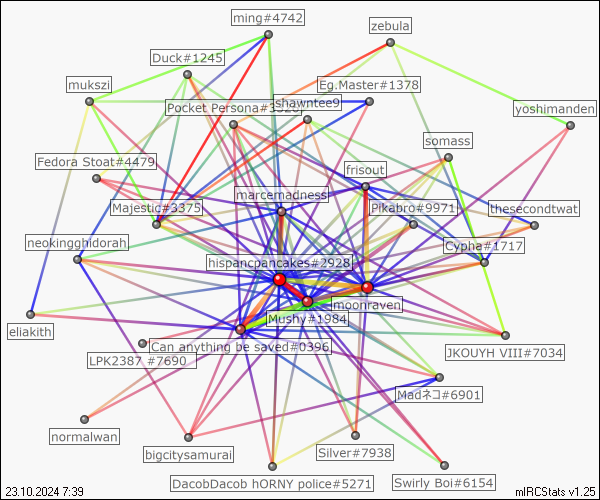 ming#4742
zebula
Duck#1245
mukszi
Eg.Master#1378
shawntee9
Pocket Persona#3520
yoshimanden
somass
Fedora Stoat#4479
frisout
marcemadness
Majestic#3375
Pikabro#9971
thesecondtwat
neokingghidorah
Cypha#1717
hispancpancakes#2928
moonraven
Mushy#1984
eliakith
Can anything be saved#0396
JKOUYH VIII#7034
LPK2387 #7690
Madネコ#6901
normalwan
bigcitysamurai
Silver#7938
DacobDacob hORNY police#5271
Swirly Boi#6154
23.10.2024 7:39
mIRCStats v1.25